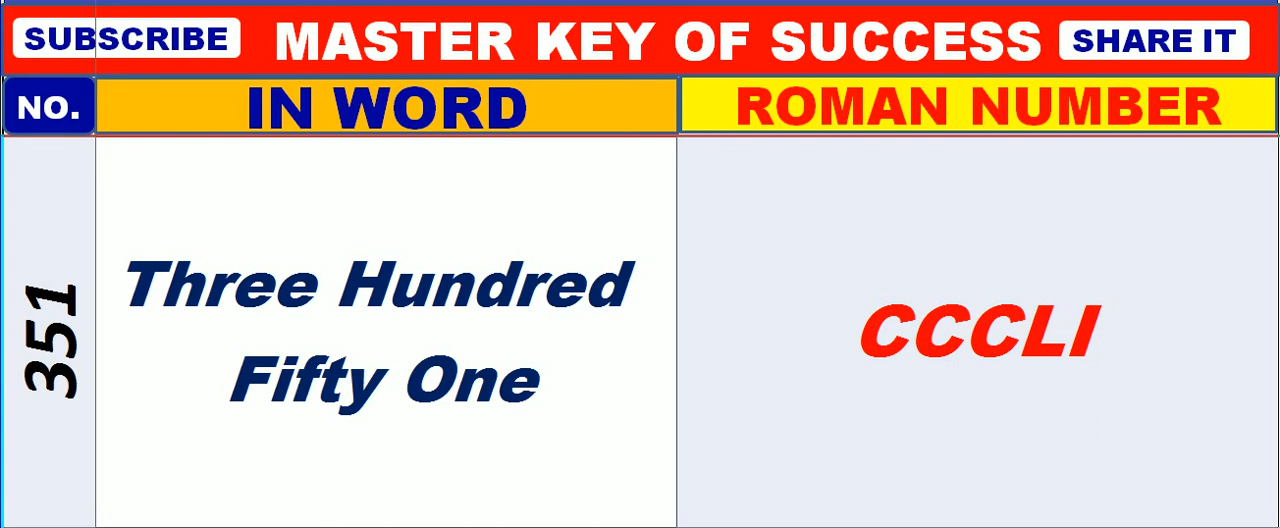 SUBSCRIBE MASTER KEY OF SUCCESS SHARE IT
NO. IN WORD ROMAN NUMBER
351
Three Hundred
Fifty One
CCCLI